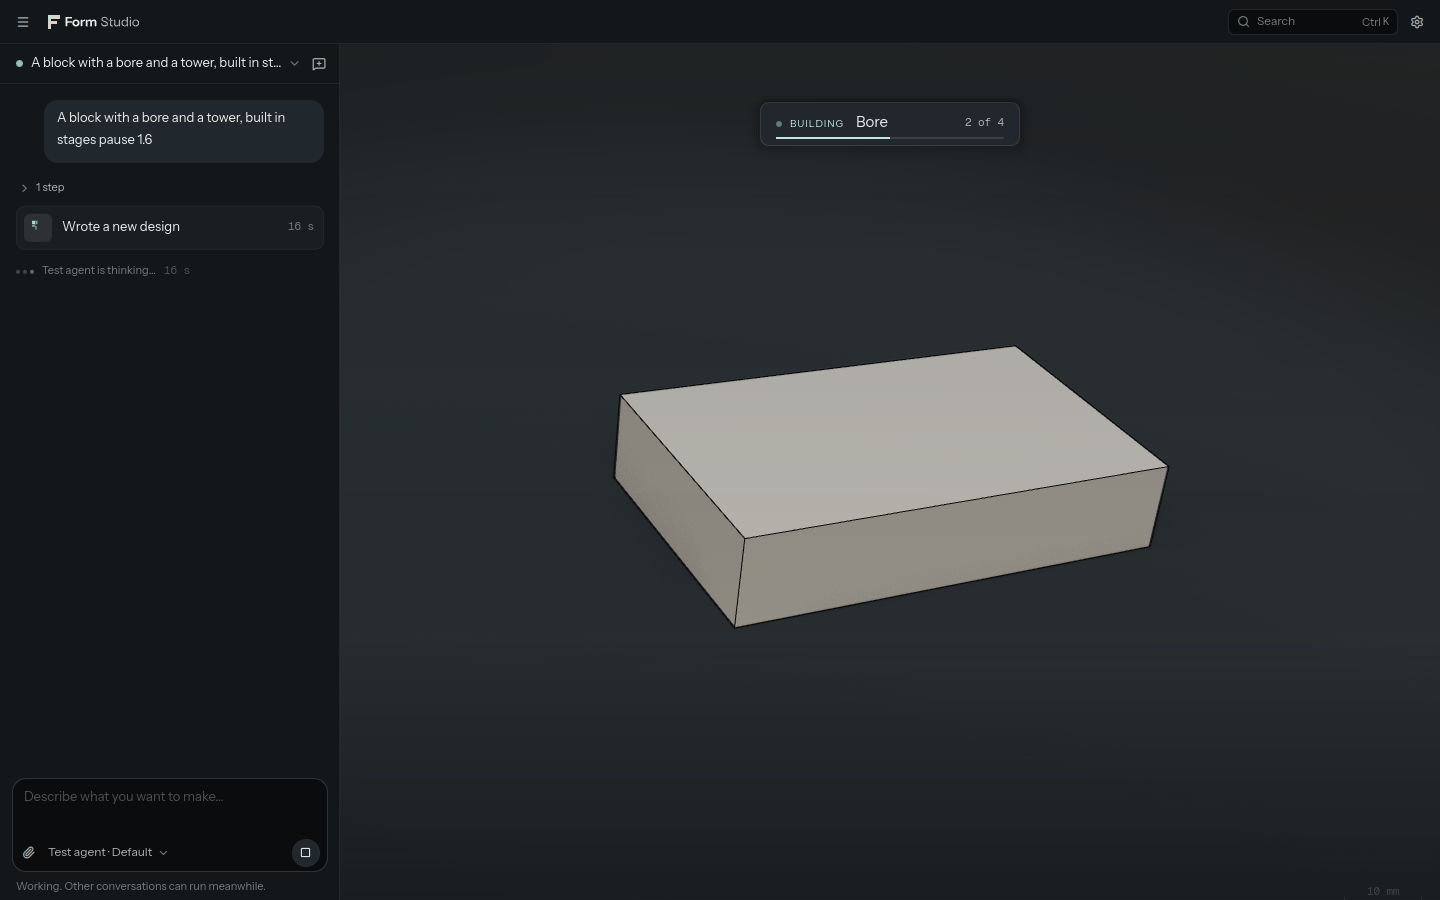 Form Studio
Search
Ctrl K
A block with a bore and a tower, built in st...
A block with a bore and a tower, built in
stages pause 1.6
1 step
Wrote a new design
16 s
Test agent is thinking...
16 s
BUILDING
Bore
2 of 4
Describe what you want to make...
Test agent · Default
Working. Other conversations can run meanwhile.
10 mm